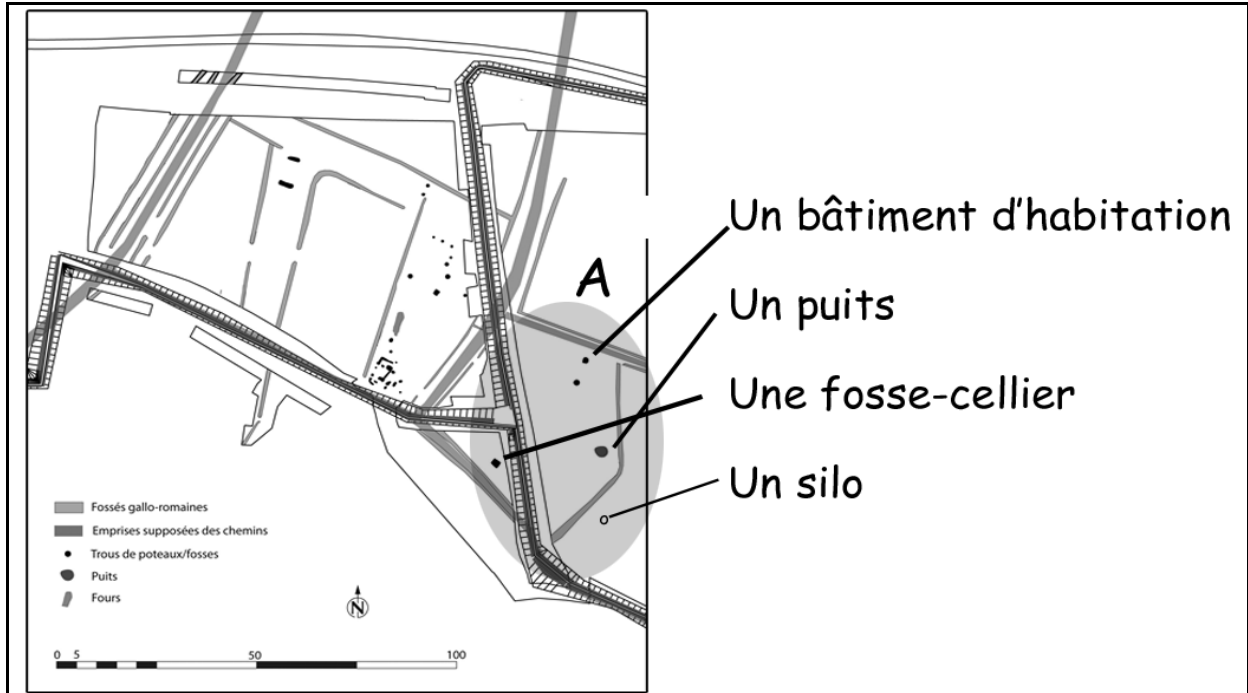 A
Un bâtiment d'habitation
Un puits
Une fosse-cellier
Un silo
Fossés gallo-romaines
Emprises supposées des chemins
Trous de poteaux/fosses
Puits
Fours
N
0 5 50 100